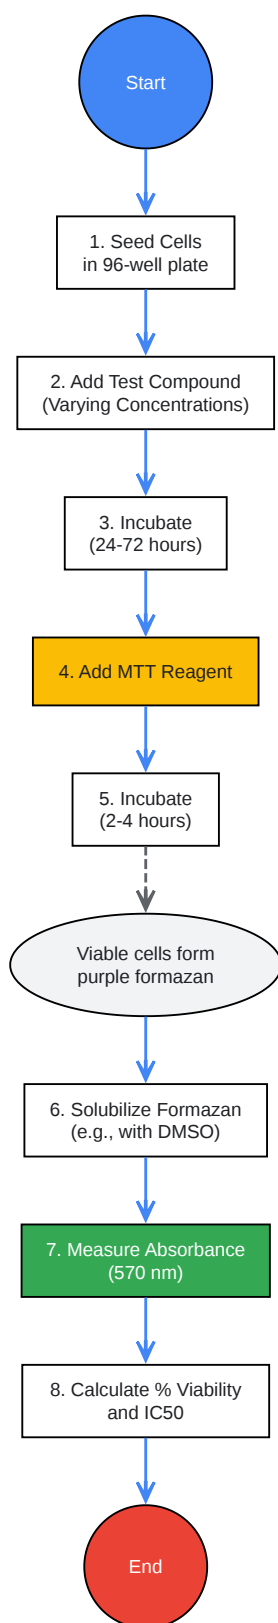 Start
1. Seed Cells
in 96-well plate
2. Add Test Compound
(Varying Concentrations)
3. Incubate
(24-72 hours)
4. Add MTT Reagent
5. Incubate
(2-4 hours)
Viable cells form
purple formazan
6. Solubilize Formazan
(e.g., with DMSO)
7. Measure Absorbance
(570 nm)
8. Calculate % Viability
and IC50
End